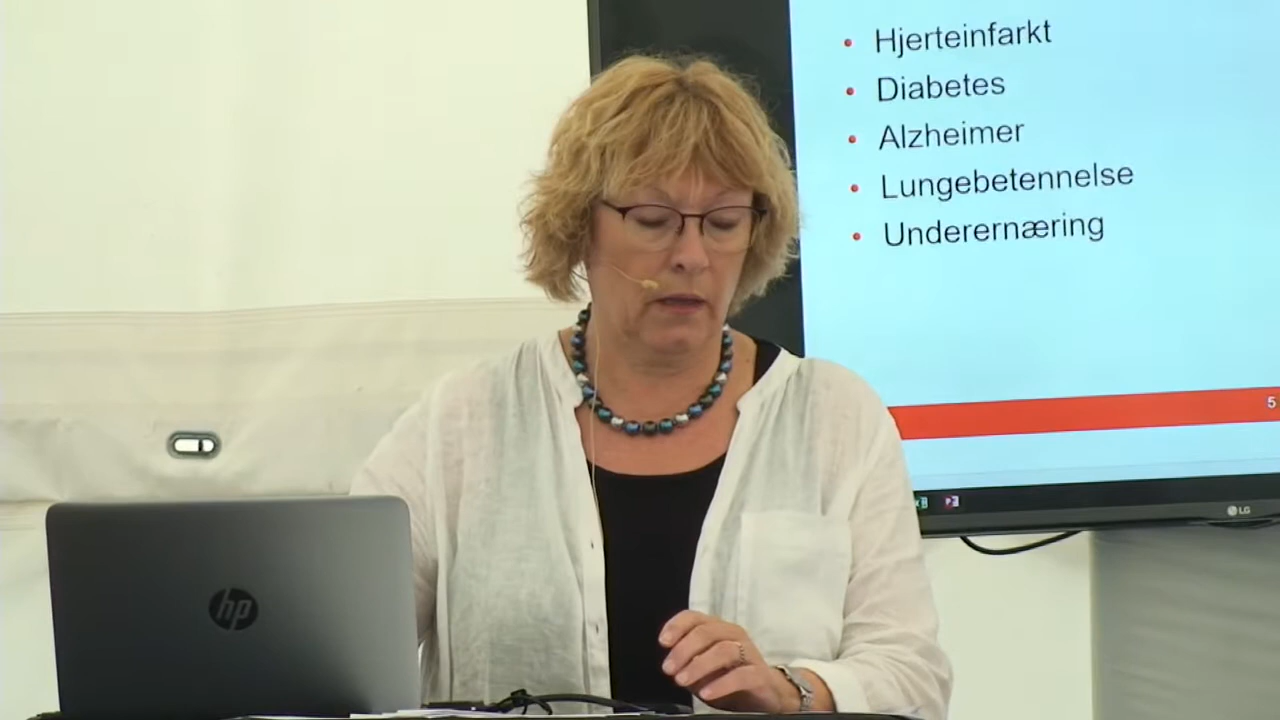 Hjerteinfarkt
Diabetes
Alzheimer
Lungebetennelse
Underernæring
5
LG
hp